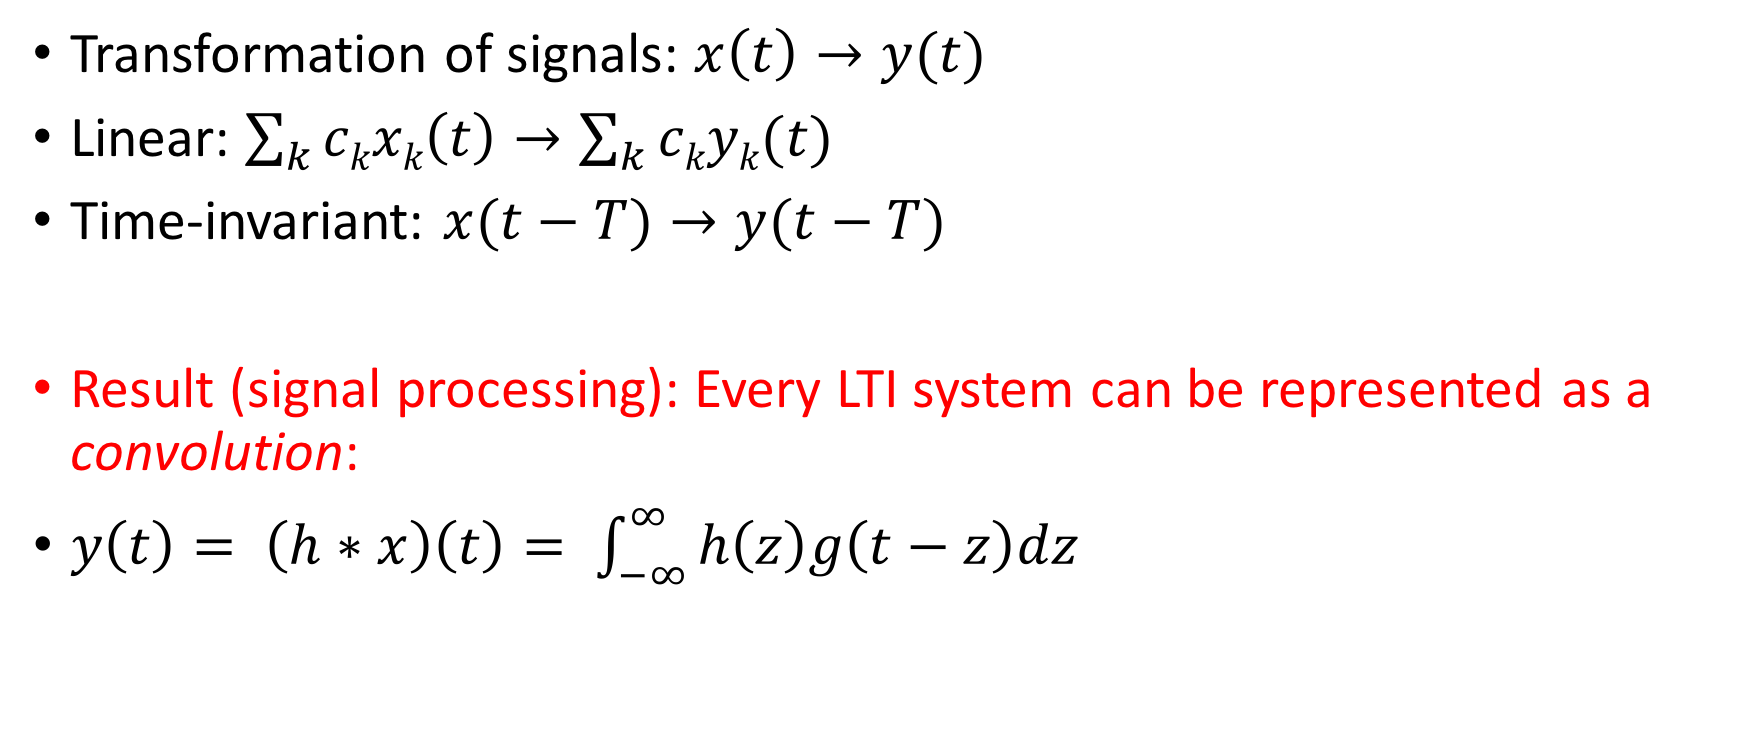 • Transformation of signals: x(t) → y(t)
• Linear: ∑ₖ cₖxₖ(t) → ∑ₖ cₖyₖ(t)
• Time-invariant: x(t − T) → y(t − T)
• Result (signal processing): Every LTI system can be represented as a
convolution:
• y(t) = (h ∗ x)(t) = ∫_{−∞}^{∞} h(z)g(t − z)dz